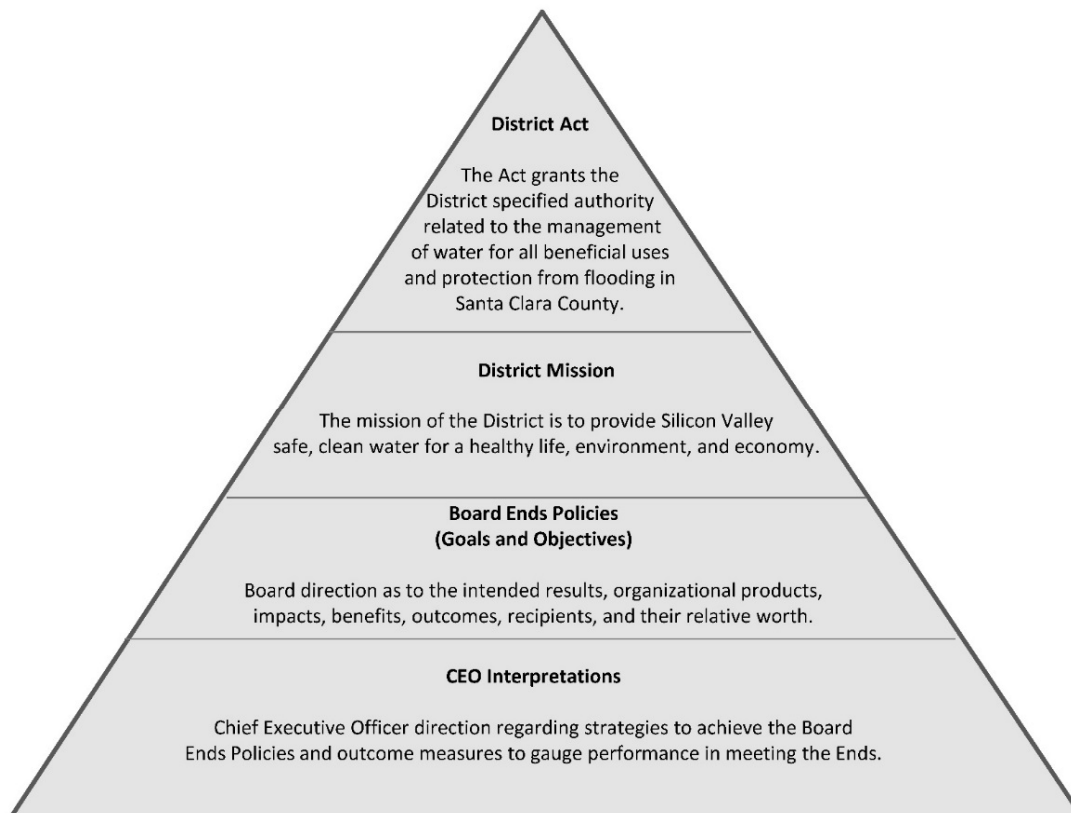 District Act
The Act grants the
District specified authority
related to the management
of water for all beneficial uses
and protection from flooding in
Santa Clara County.
District Mission
The mission of the District is to provide Silicon Valley
safe, clean water for a healthy life, environment, and economy.
Board Ends Policies
(Goals and Objectives)
Board direction as to the intended results, organizational products,
impacts, benefits, outcomes, recipients, and their relative worth.
CEO Interpretations
Chief Executive Officer direction regarding strategies to achieve the Board
Ends Policies and outcome measures to gauge performance in meeting the Ends.